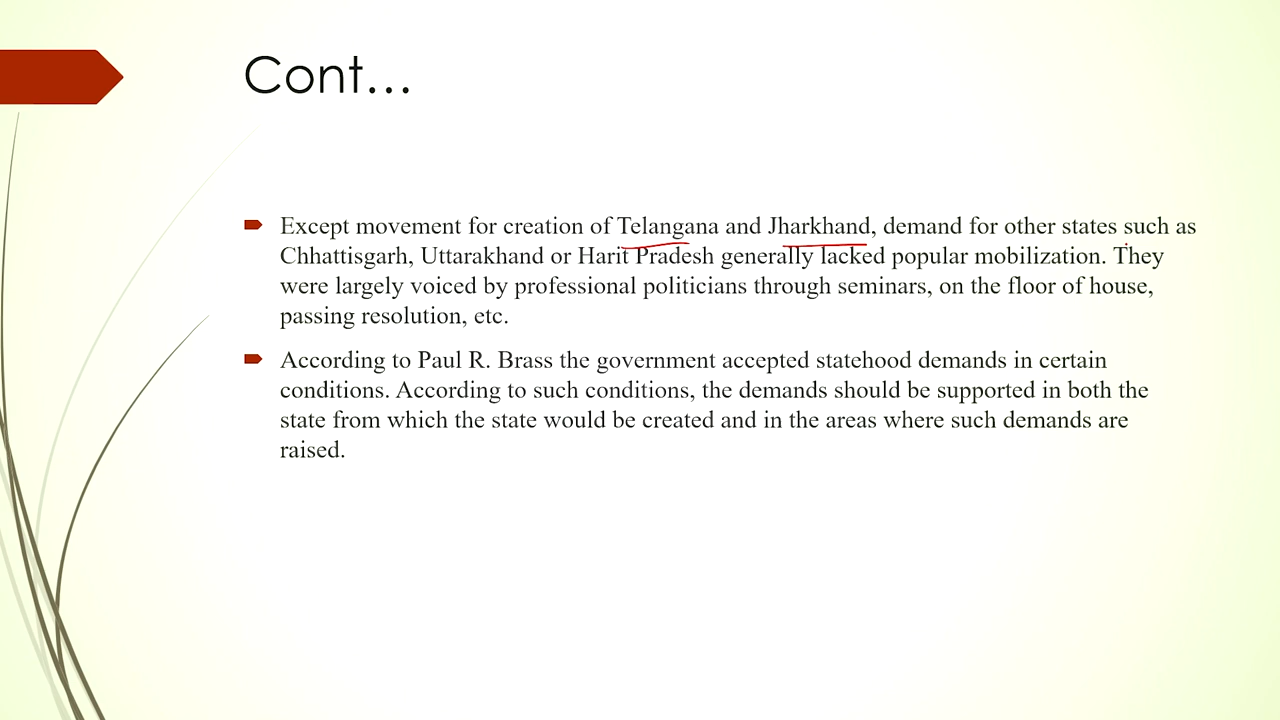 Cont…
Except movement for creation of Telangana and Jharkhand, demand for other states such as
Chhattisgarh, Uttarakhand or Harit Pradesh generally lacked popular mobilization. They
were largely voiced by professional politicians through seminars, on the floor of house,
passing resolution, etc.
According to Paul R. Brass the government accepted statehood demands in certain
conditions. According to such conditions, the demands should be supported in both the
state from which the state would be created and in the areas where such demands are
raised.